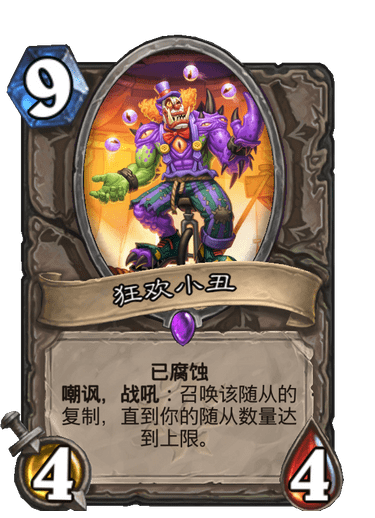 9
狂欢小丑
已腐蚀
嘲讽，战吼：召唤该随从的
复制，直到你的随从数量达
到上限。
4
4